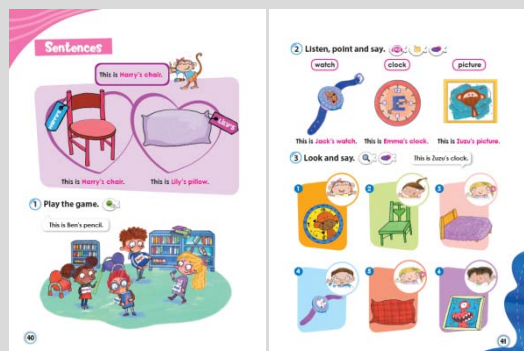 Sentences
This is Harry's chair.
This is Harry's chair.
This is Lily's pillow.
1 Play the game.
This is Ben's pencil.
40
2 Listen, point and say.
watch
clock
picture
This is Jack's watch.
This is Emma's clock.
This is Zuzu's picture.
3 Look and say.
This is Zuzu's clock.
1
2
3
4
5
6
41